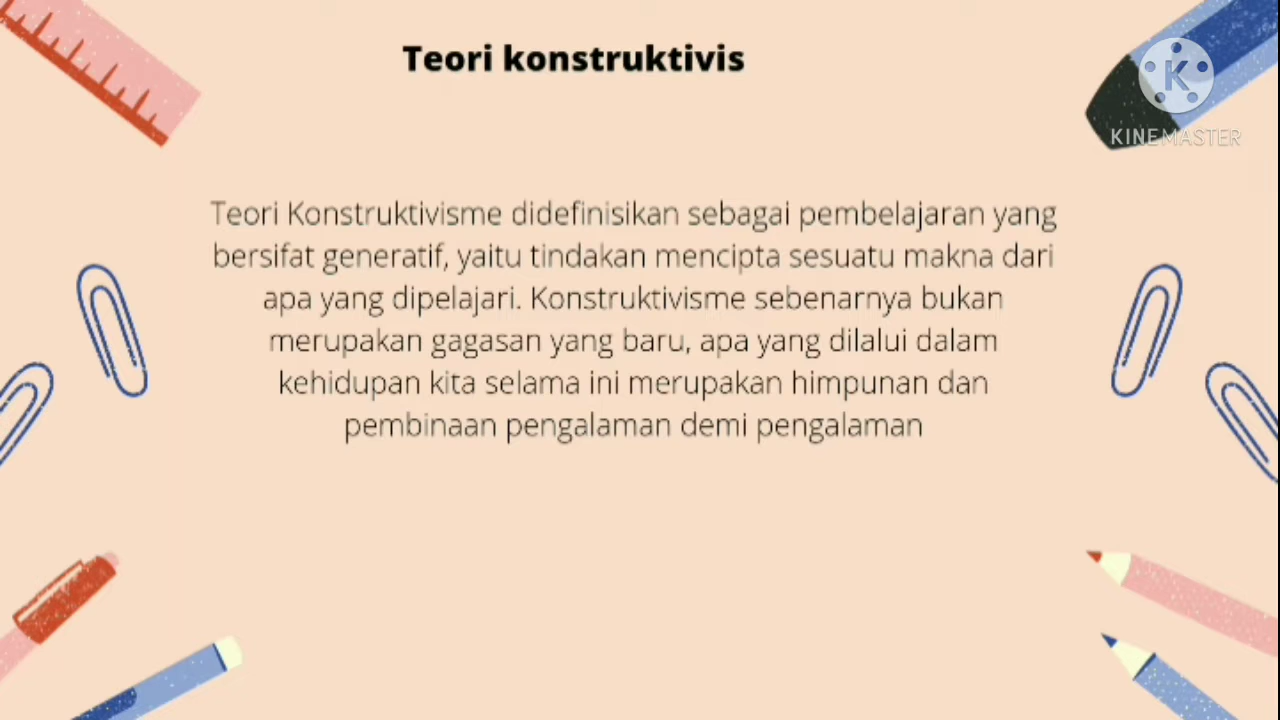 Teori konstruktivis
KINEMASTER
Teori Konstruktivisme didefinisikan sebagai pembelajaran yang
bersifat generatif, yaitu tindakan mencipta sesuatu makna dari
apa yang dipelajari. Konstruktivisme sebenarnya bukan
merupakan gagasan yang baru, apa yang dilalui dalam
kehidupan kita selama ini merupakan himpunan dan
pembinaan pengalaman demi pengalaman